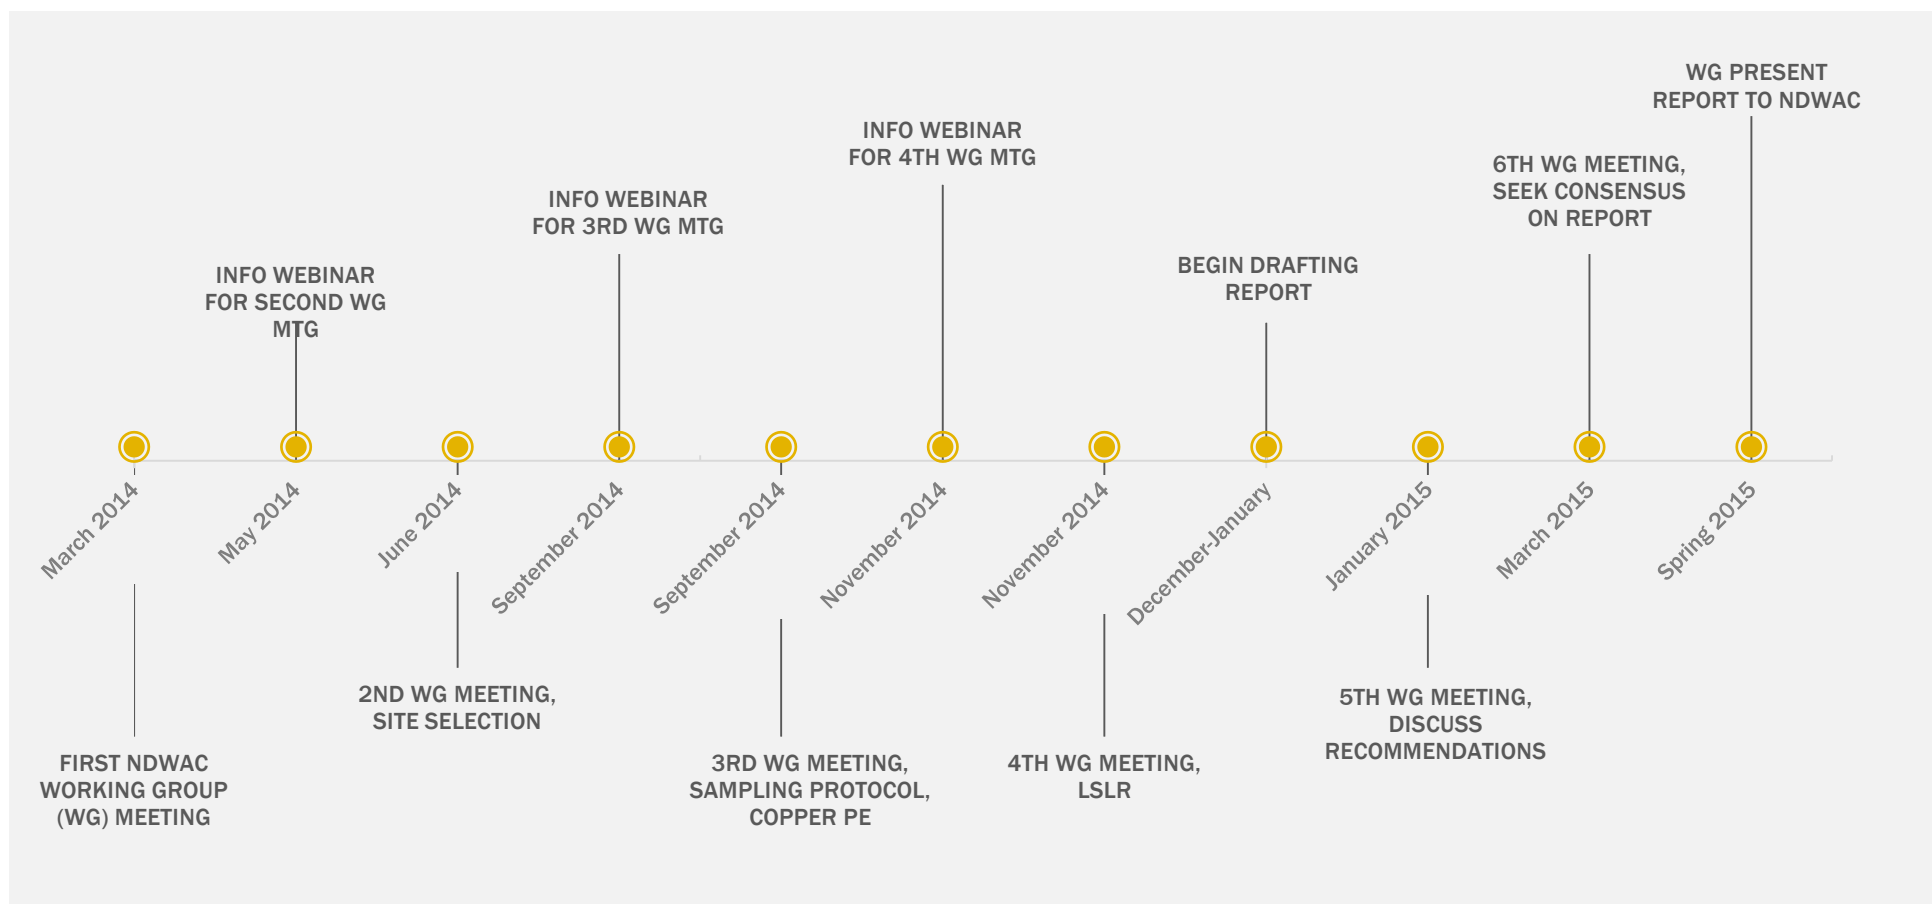 WG PRESENT
REPORT TO NDWAC
INFO WEBINAR
FOR 4TH WG MTG
6TH WG MEETING,
SEEK CONSENSUS
ON REPORT
INFO WEBINAR
FOR 3RD WG MTG
BEGIN DRAFTING
REPORT
INFO WEBINAR
FOR SECOND WG
MTG
March 2014
May 2014
June 2014
September 2014
September 2014
November 2014
November 2014
December-January
January 2015
March 2015
Spring 2015
2ND WG MEETING,
SITE SELECTION
5TH WG MEETING,
DISCUSS
RECOMMENDATIONS
FIRST NDWAC
WORKING GROUP
(WG) MEETING
3RD WG MEETING,
SAMPLING PROTOCOL,
COPPER PE
4TH WG MEETING,
LSLR